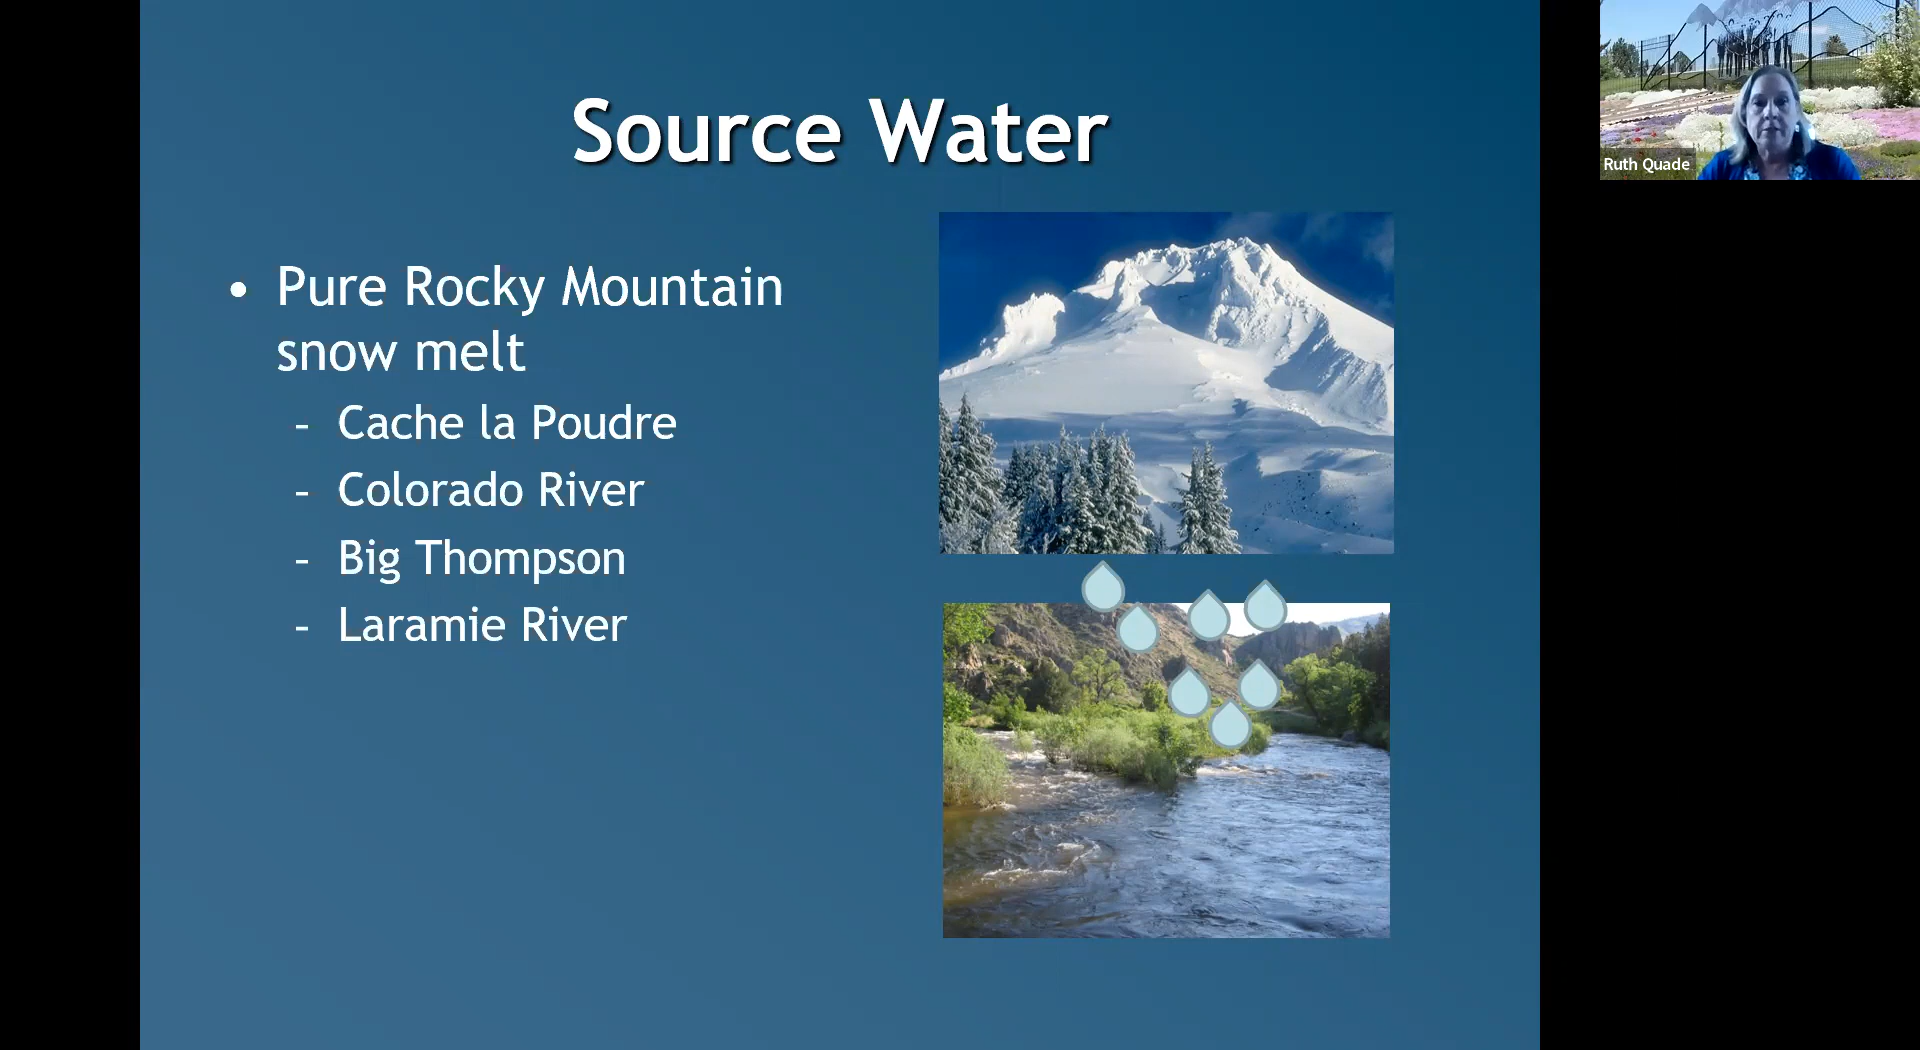 Source Water
• Pure Rocky Mountain
snow melt
– Cache la Poudre
– Colorado River
– Big Thompson
– Laramie River
Ruth Quade